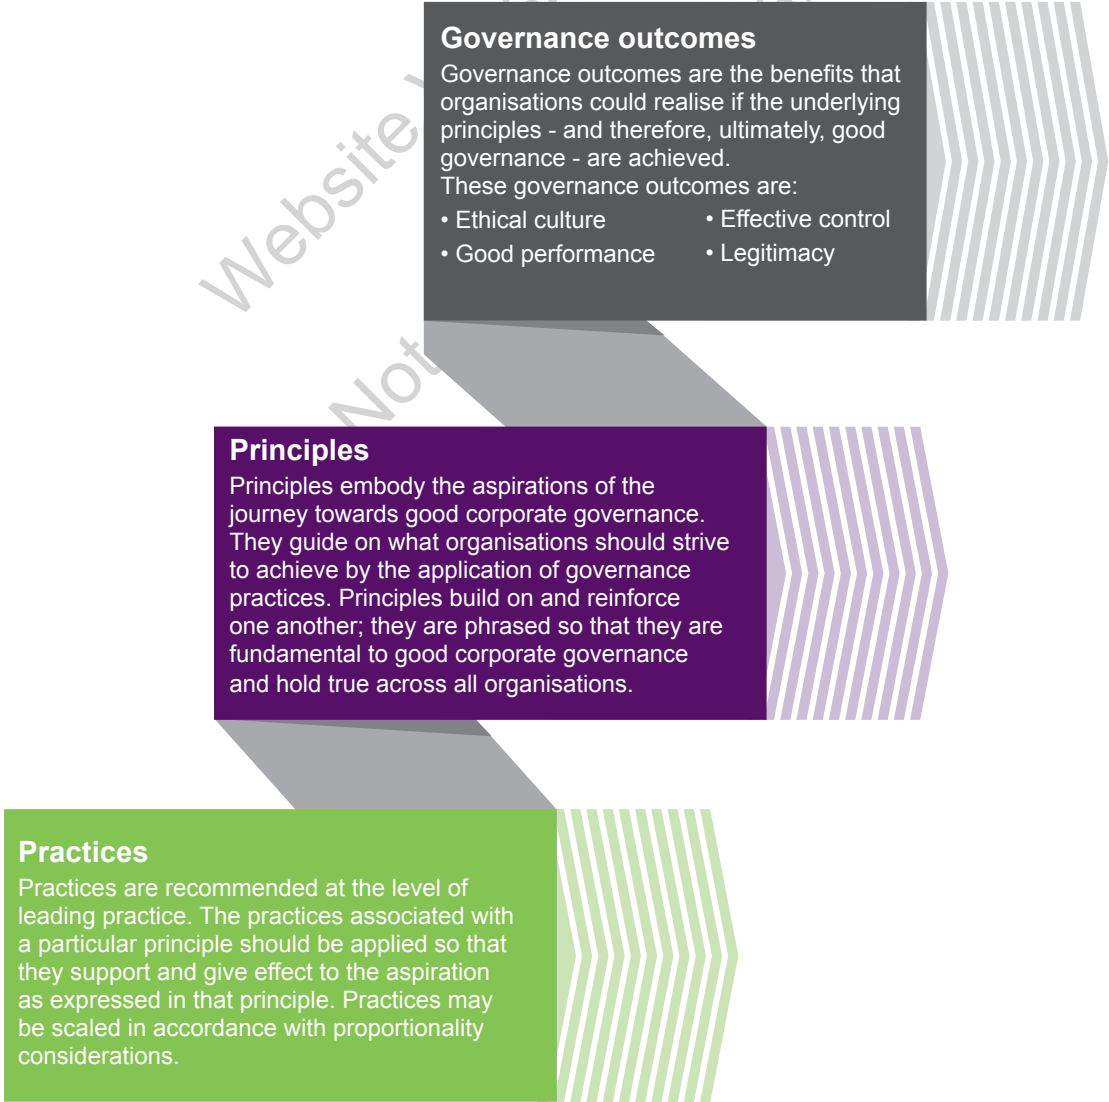 Website
Not
Governance outcomes
Governance outcomes are the benefits that
organisations could realise if the underlying
principles - and therefore, ultimately, good
governance - are achieved.
These governance outcomes are:
• Ethical culture
• Good performance
• Effective control
• Legitimacy
Principles
Principles embody the aspirations of the
journey towards good corporate governance.
They guide on what organisations should strive
to achieve by the application of governance
practices. Principles build on and reinforce
one another; they are phrased so that they are
fundamental to good corporate governance
and hold true across all organisations.
Practices
Practices are recommended at the level of
leading practice. The practices associated with
a particular principle should be applied so that
they support and give effect to the aspiration
as expressed in that principle. Practices may
be scaled in accordance with proportionality
considerations.